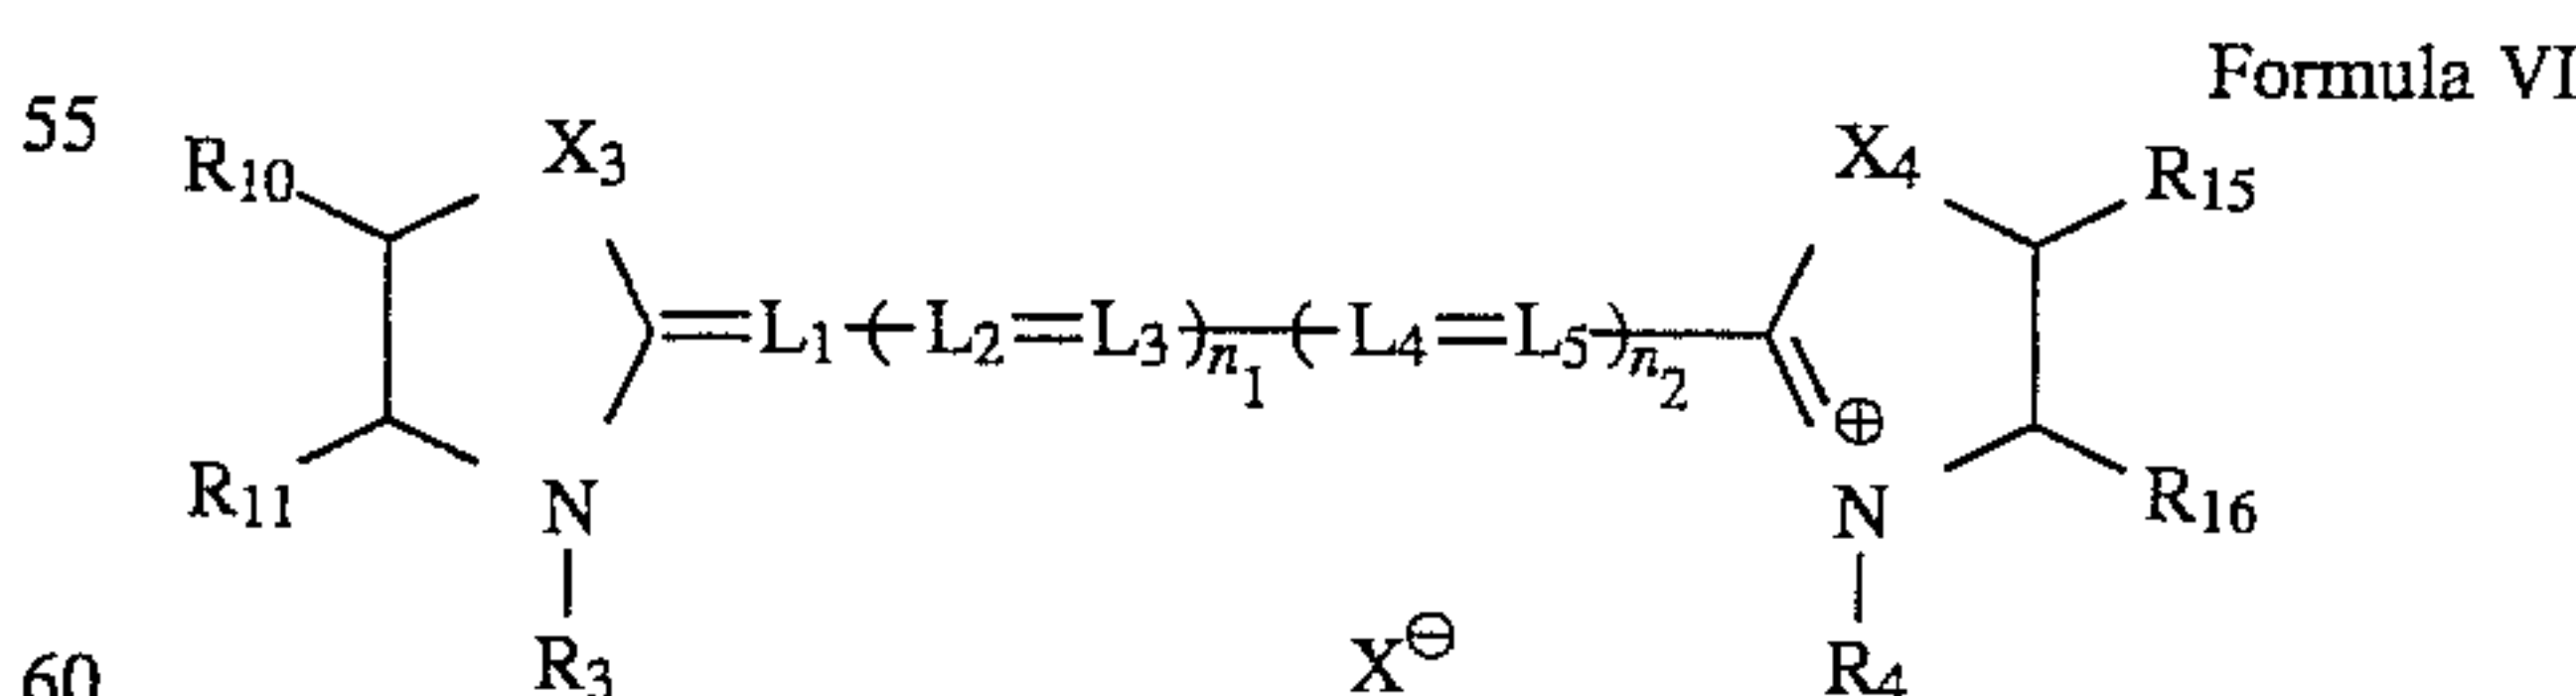 Formula VI
55 R10 X3 X4 R15
=L1-(-L2=L3-)n1-(-L4=L5-)n2
⊕
R11 N N R16
60 R3 X⊖ R4